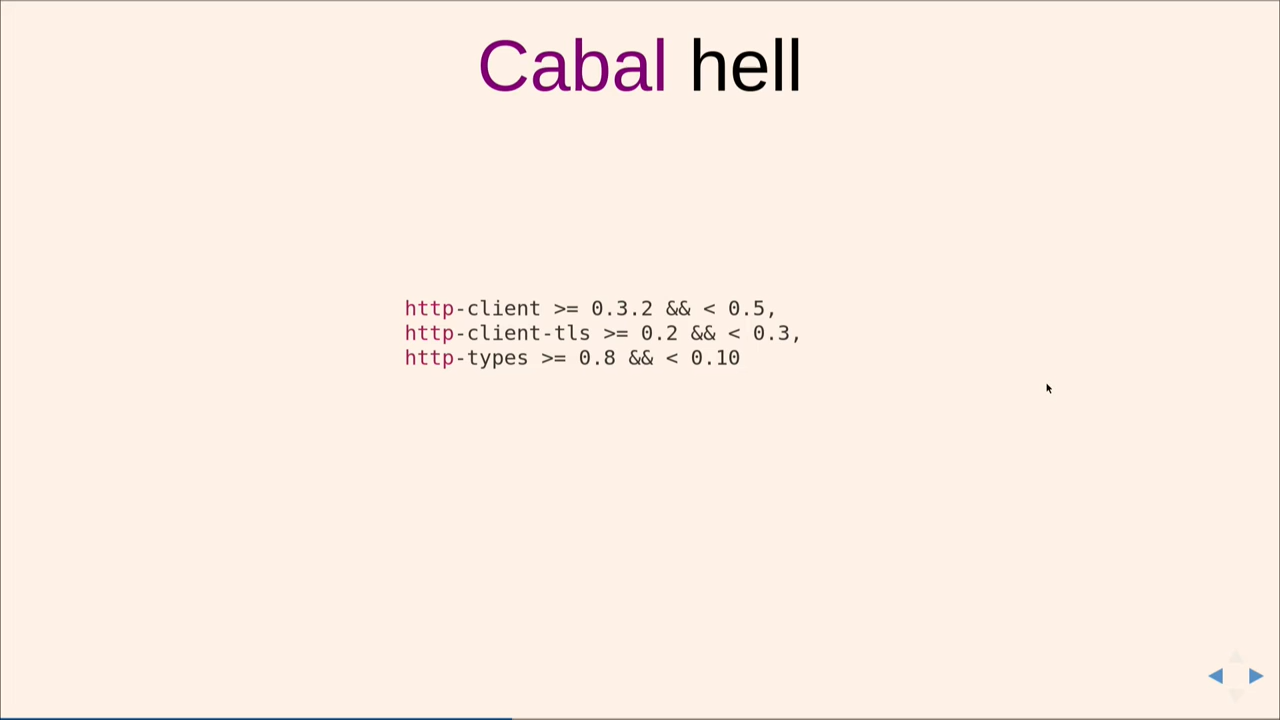 Cabal hell
http-client >= 0.3.2 && < 0.5,
http-client-tls >= 0.2 && < 0.3,
http-types >= 0.8 && < 0.10